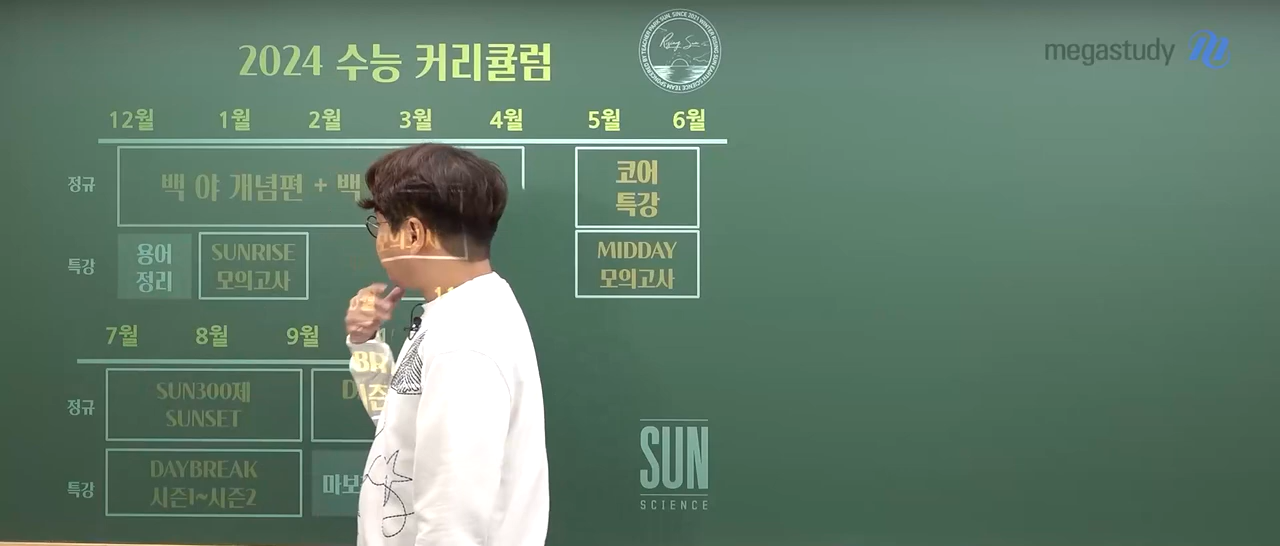 2024 수능 커리큘럼
Rising Sun
megastudy
12월 1월 2월 3월 4월 5월 6월
정규
백 야 개념편 + 백
코어
특강
특강
용어
정리
SUNRISE
모의고사
MIDDAY
모의고사
7월 8월 9월
정규
SUN300제
SUNSET
특강
DAYBREAK
시즌1~시즌2
마보
SUN
SCIENCE